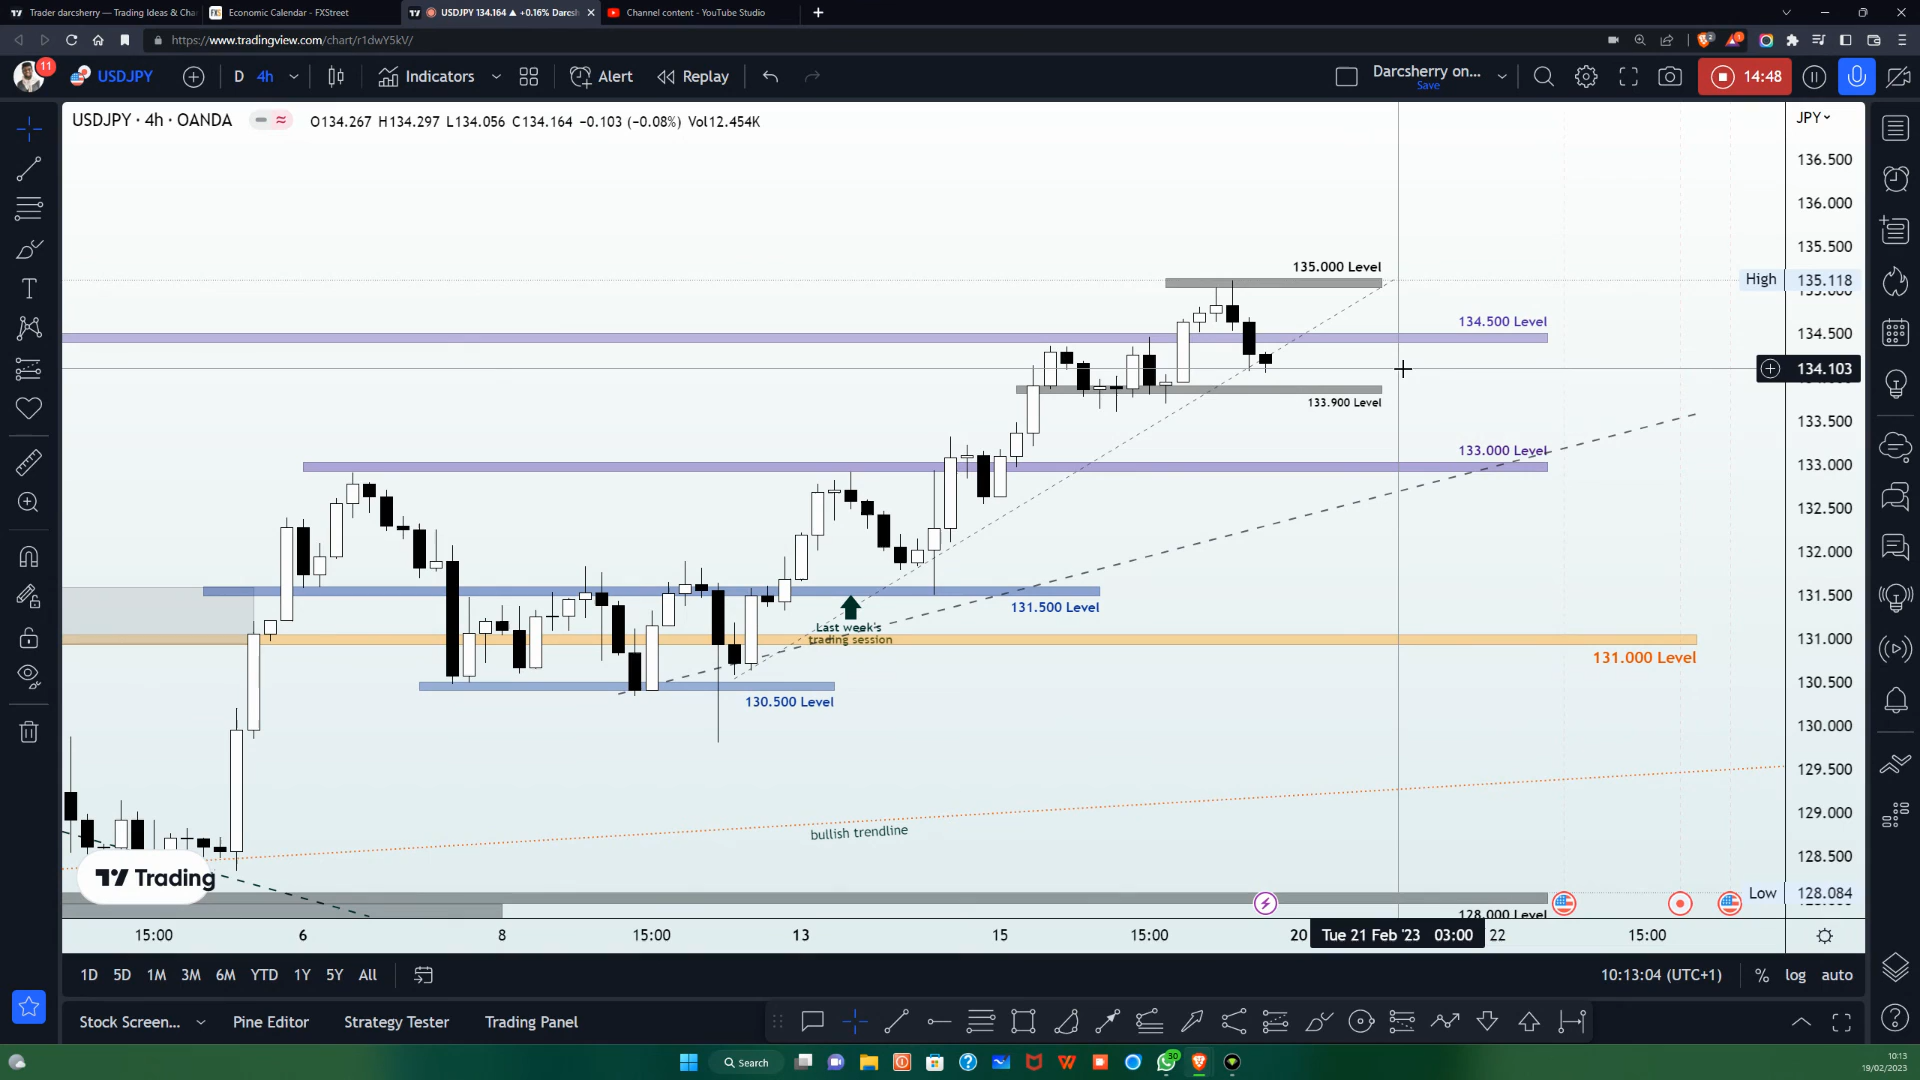 Trader darcsherry — Trading Ideas & Cha
Economic Calendar - FXStreet
USDJPY 134.164 ▲ +0.16% Darcsh
Channel content - YouTube Studio
https://www.tradingview.com/chart/r1dwY5kV/
11
USDJPY
D
4h
Indicators
Alert
Replay
Darcsherry on...
Save
14:48
USDJPY · 4h · OANDA
O134.267 H134.297 L134.056 C134.164 −0.103 (−0.08%) Vol12.454K
JPY
136.500
136.000
135.500
135.000 Level
High 135.118
135.000
134.500 Level
134.500
134.103
133.900 Level
133.500
133.000 Level
133.000
132.500
132.000
131.500
131.500 Level
Last week's
trading session
131.000
131.000 Level
130.500
130.500 Level
130.000
129.500
129.000
bullish trendline
128.500
Trading
Low 128.084
128.000 Level
15:00
6
8
15:00
13
15
15:00
20
Tue 21 Feb '23 03:00
22
15:00
1D 5D 1M 3M 6M YTD 1Y 5Y All
10:13:04 (UTC+1)
% log auto
Stock Screen...
Pine Editor
Strategy Tester
Trading Panel
Search
30
10:13
19/02/2023